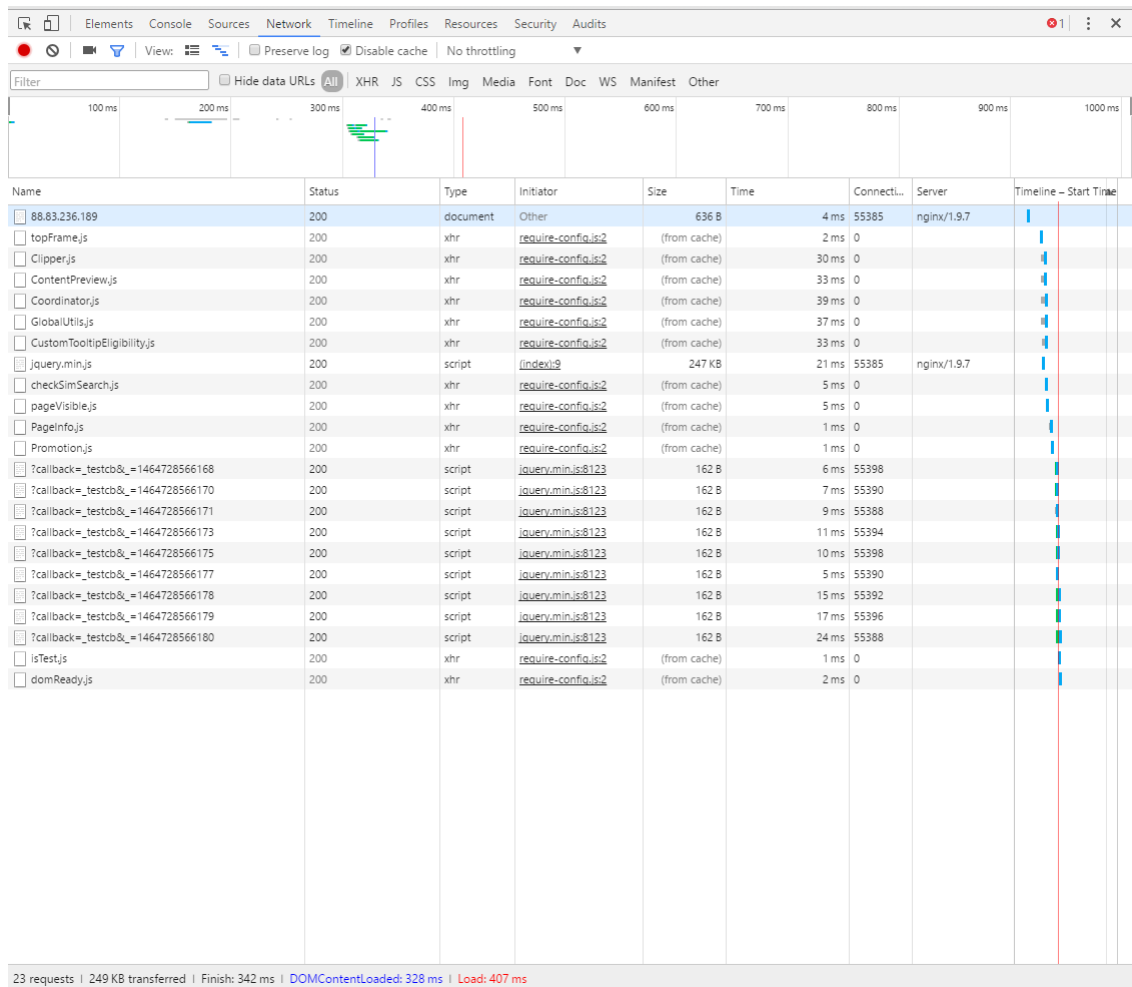 Elements Console Sources Network Timeline Profiles Resources Security Audits 1
View: Preserve log Disable cache No throttling
Filter Hide data URLs All XHR JS CSS Img Media Font Doc WS Manifest Other
100 ms 200 ms 300 ms 400 ms 500 ms 600 ms 700 ms 800 ms 900 ms 1000 ms
Name Status Type Initiator Size Time Connecti... Server Timeline – Start Time
88.83.236.189 200 document Other 636 B 4 ms 55385 nginx/1.9.7
topFrame.js 200 xhr require-config.js:2 (from cache) 2 ms 0
Clipper.js 200 xhr require-config.js:2 (from cache) 30 ms 0
ContentPreview.js 200 xhr require-config.js:2 (from cache) 33 ms 0
Coordinator.js 200 xhr require-config.js:2 (from cache) 39 ms 0
GlobalUtils.js 200 xhr require-config.js:2 (from cache) 37 ms 0
CustomTooltipEligibility.js 200 xhr require-config.js:2 (from cache) 33 ms 0
jquery.min.js 200 script (index):9 247 KB 21 ms 55385 nginx/1.9.7
checkSimSearch.js 200 xhr require-config.js:2 (from cache) 5 ms 0
pageVisible.js 200 xhr require-config.js:2 (from cache) 5 ms 0
PageInfo.js 200 xhr require-config.js:2 (from cache) 1 ms 0
Promotion.js 200 xhr require-config.js:2 (from cache) 1 ms 0
?callback=_testcb&_=1464728566168 200 script jquery.min.js:8123 162 B 6 ms 55398
?callback=_testcb&_=1464728566170 200 script jquery.min.js:8123 162 B 7 ms 55390
?callback=_testcb&_=1464728566171 200 script jquery.min.js:8123 162 B 9 ms 55388
?callback=_testcb&_=1464728566173 200 script jquery.min.js:8123 162 B 11 ms 55394
?callback=_testcb&_=1464728566175 200 script jquery.min.js:8123 162 B 10 ms 55398
?callback=_testcb&_=1464728566177 200 script jquery.min.js:8123 162 B 5 ms 55390
?callback=_testcb&_=1464728566178 200 script jquery.min.js:8123 162 B 15 ms 55392
?callback=_testcb&_=1464728566179 200 script jquery.min.js:8123 162 B 17 ms 55396
?callback=_testcb&_=1464728566180 200 script jquery.min.js:8123 162 B 24 ms 55388
isTest.js 200 xhr require-config.js:2 (from cache) 1 ms 0
domReady.js 200 xhr require-config.js:2 (from cache) 2 ms 0
23 requests | 249 KB transferred | Finish: 342 ms | DOMContentLoaded: 328 ms | Load: 407 ms